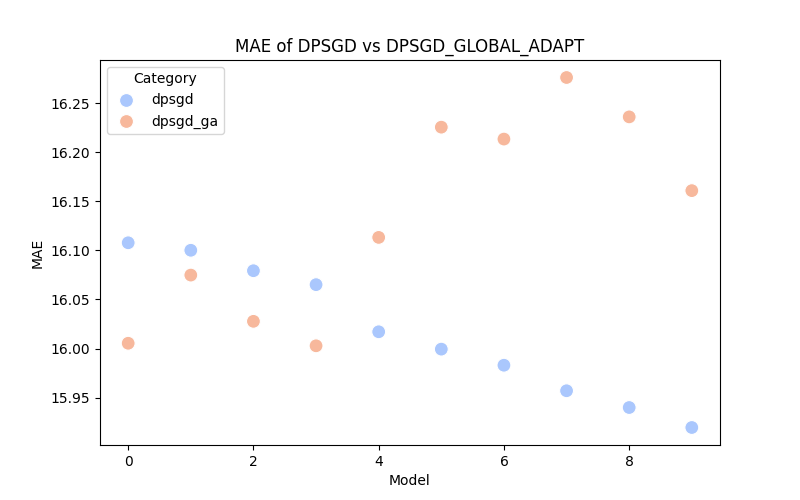 MAE of DPSGD vs DPSGD_GLOBAL_ADAPT
Category
dpsgd
dpsgd_ga
16.25
16.20
16.15
16.10
16.05
16.00
15.95
MAE
0 2 4 6 8
Model